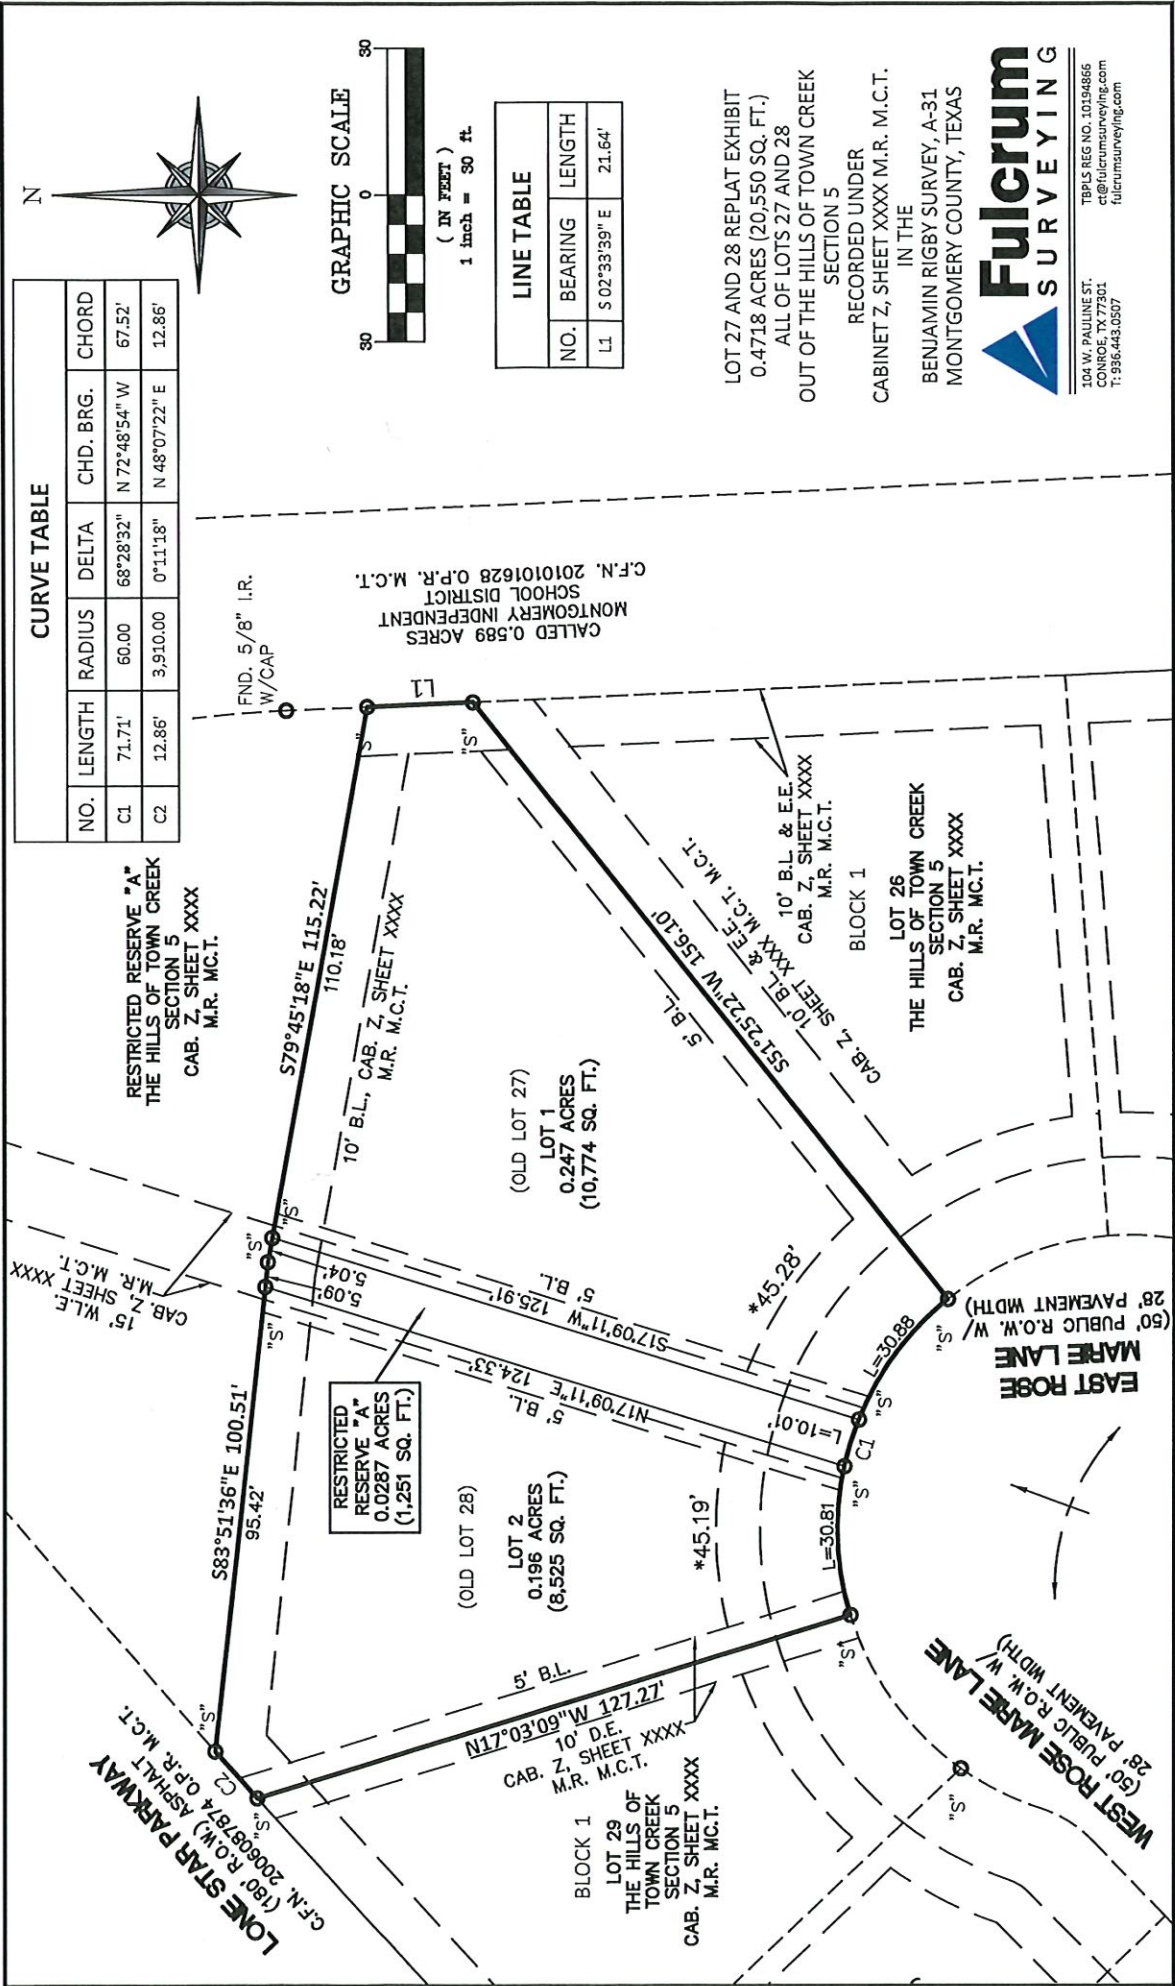 CURVE TABLE
NO. LENGTH RADIUS DELTA CHD. BRG. CHORD
C1 71.71' 60.00 68°28'32" N 72°48'54" W 67.52'
C2 12.86' 3,910.00 0°11'18" N 48°07'22" E 12.86'
N
GRAPHIC SCALE
30 0 30
( IN FEET )
1 inch = 30 ft.
LINE TABLE
NO. BEARING LENGTH
L1 S 02°33'39" E 21.64'
LOT 27 AND 28 REPLAT EXHIBIT
0.4718 ACRES (20,550 SQ. FT.)
ALL OF LOTS 27 AND 28
OUT OF THE HILLS OF TOWN CREEK
SECTION 5
RECORDED UNDER
CABINET Z, SHEET XXXX M.R. M.C.T.
IN THE
BENJAMIN RIGBY SURVEY, A-31
MONTGOMERY COUNTY, TEXAS
Fulcrum
SURVEYING
104 W. PAULINE ST.
CONROE, TX 77301
T: 936.443.0507
TBPLS REG NO. 10194866
ct@fulcrumsurveying.com
fulcrumsurveying.com
RESTRICTED RESERVE "A"
THE HILLS OF TOWN CREEK
SECTION 5
CAB. Z, SHEET XXXX
M.R. MC.T.
FND. 5/8" I.R.
W/CAP
CALLED 0.589 ACRES
MONTGOMERY INDEPENDENT
SCHOOL DISTRICT
C.F.N. 2010101628 O.P.R. M.C.T.
L1
15' W.L.E.
CAB. Z, SHEET XXXX
M.R. M.C.T.
S79°45'18"E 115.22'
110.18'
10' B.L., CAB. Z, SHEET XXXX
M.R. M.C.T.
"S"
"S"
"S"
"S"
"S"
S83°51'36"E 100.51'
95.42'
5.09'
5.04'
LONE STAR PARKWAY
(180' R.O.W.) ASPHALT
C.F.N. 2006087874 O.P.R. M.C.T.
C2
"S"
"S"
RESTRICTED
RESERVE "A"
0.0287 ACRES
(1,251 SQ. FT.)
(OLD LOT 27)
LOT 1
0.247 ACRES
(10,774 SQ. FT.)
(OLD LOT 28)
LOT 2
0.196 ACRES
(8,525 SQ. FT.)
5' B.L.
S17°09'11"W 125.91'
N17°09'11"E 124.33'
5' B.L.
5' B.L.
S51°25'22"W 156.10'
10' B.L. & E.E.
CAB. Z, SHEET XXXX M.C.T. M.C.T.
10' B.L. & E.E.
CAB. Z, SHEET XXXX
M.R. M.C.T.
BLOCK 1
LOT 26
THE HILLS OF TOWN CREEK
SECTION 5
CAB. Z, SHEET XXXX
M.R. MC.T.
*45.28'
*45.19'
L=30.88
L=10.01'
L=30.81
C1
"S"
"S"
"S"
"S"
"S"
5' B.L.
N17°03'09"W 127.27'
10' D.E.
CAB. Z, SHEET XXXX
M.R. M.C.T.
BLOCK 1
LOT 29
THE HILLS OF
TOWN CREEK
SECTION 5
CAB. Z, SHEET XXXX
M.R. MC.T.
EAST ROSE
MARIE LANE
(50' PUBLIC R.O.W. W/
28' PAVEMENT WIDTH)
WEST ROSE MARIE LANE
(50' PUBLIC R.O.W. W/
28' PAVEMENT WIDTH)